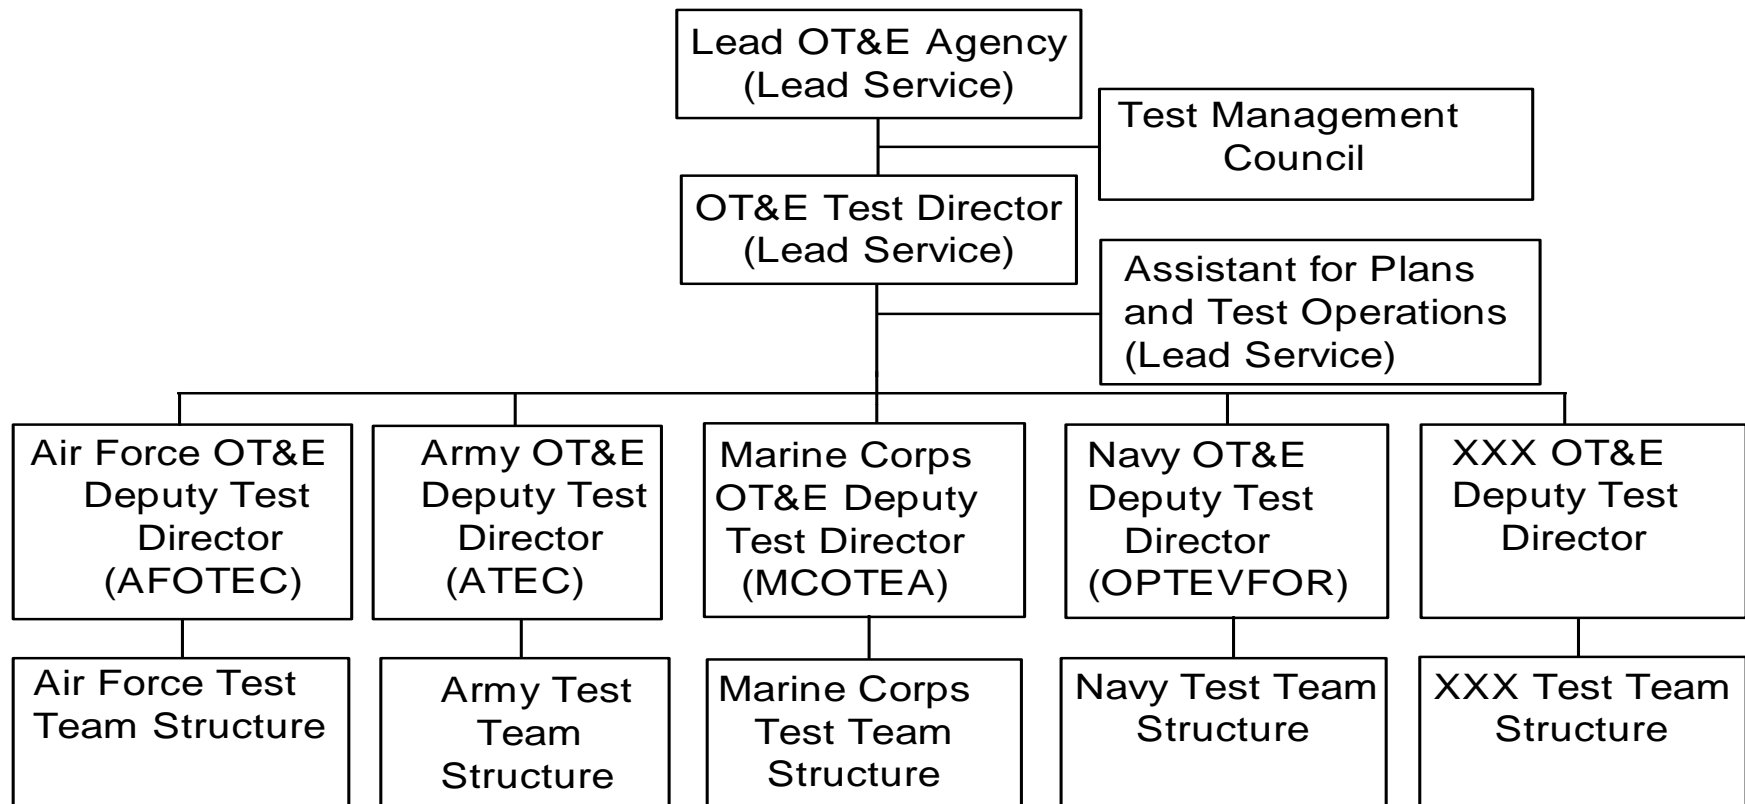 Lead OT&E Agency
(Lead Service)
Test Management
Council
OT&E Test Director
(Lead Service)
Assistant for Plans
and Test Operations
(Lead Service)
Air Force OT&E
Deputy Test
Director
(AFOTEC)
Army OT&E
Deputy Test
Director
(ATEC)
Marine Corps
OT&E Deputy
Test Director
(MCOTEA)
Navy OT&E
Deputy Test
Director
(OPTEVFOR)
XXX OT&E
Deputy Test
Director
Air Force Test
Team Structure
Army Test
Team
Structure
Marine Corps
Test Team
Structure
Navy Test Team
Structure
XXX Test Team
Structure